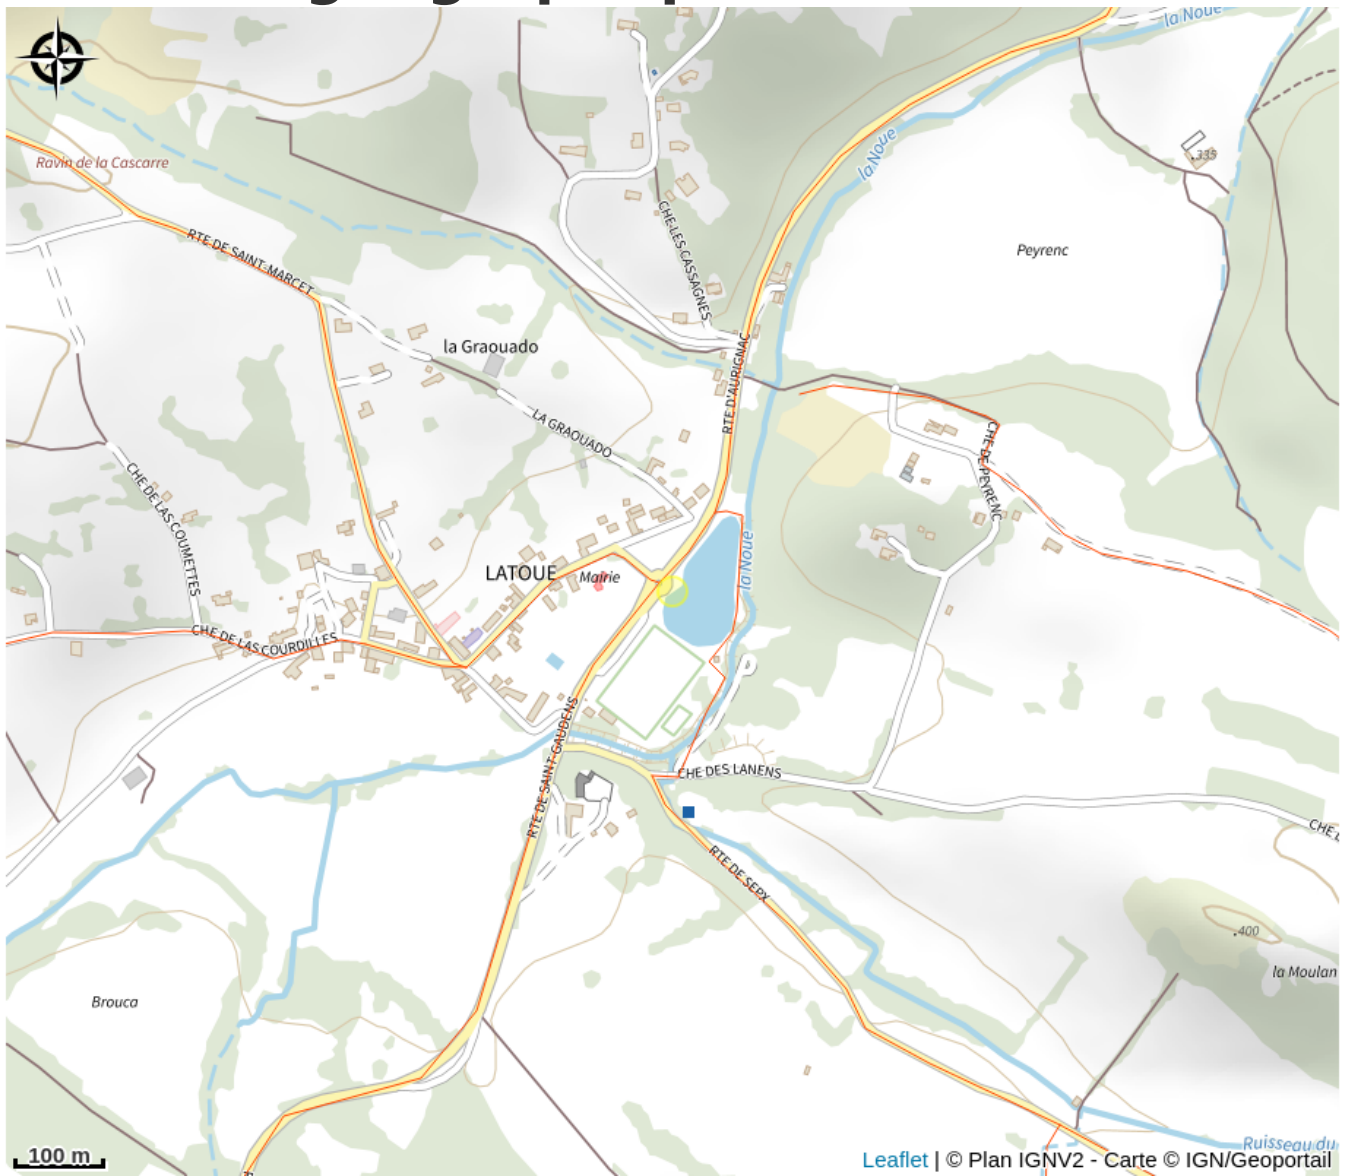 la Noue
Ravin de la Cascarre
la Noue
.335
RTE DE SAINT-MARCET
CHE LES CASSAGNES
Peyrenc
la Graouado
RTE D'AURIGNAC
LA GRAOUADO
CHE DE PEYRENC
CHE DE LAS COUMETTES
la Noue
LATOUE
Mairie
CHE DE LAS COURDILLES
RTE DE SAINT-GAUDENS
CHE DES LANENS
CHE D
RTE DE SEPX
.400
la Moulan
Brouca
Ruisseau du
100 m
Leaflet | © Plan IGNV2 - Carte © IGN/Geoportail